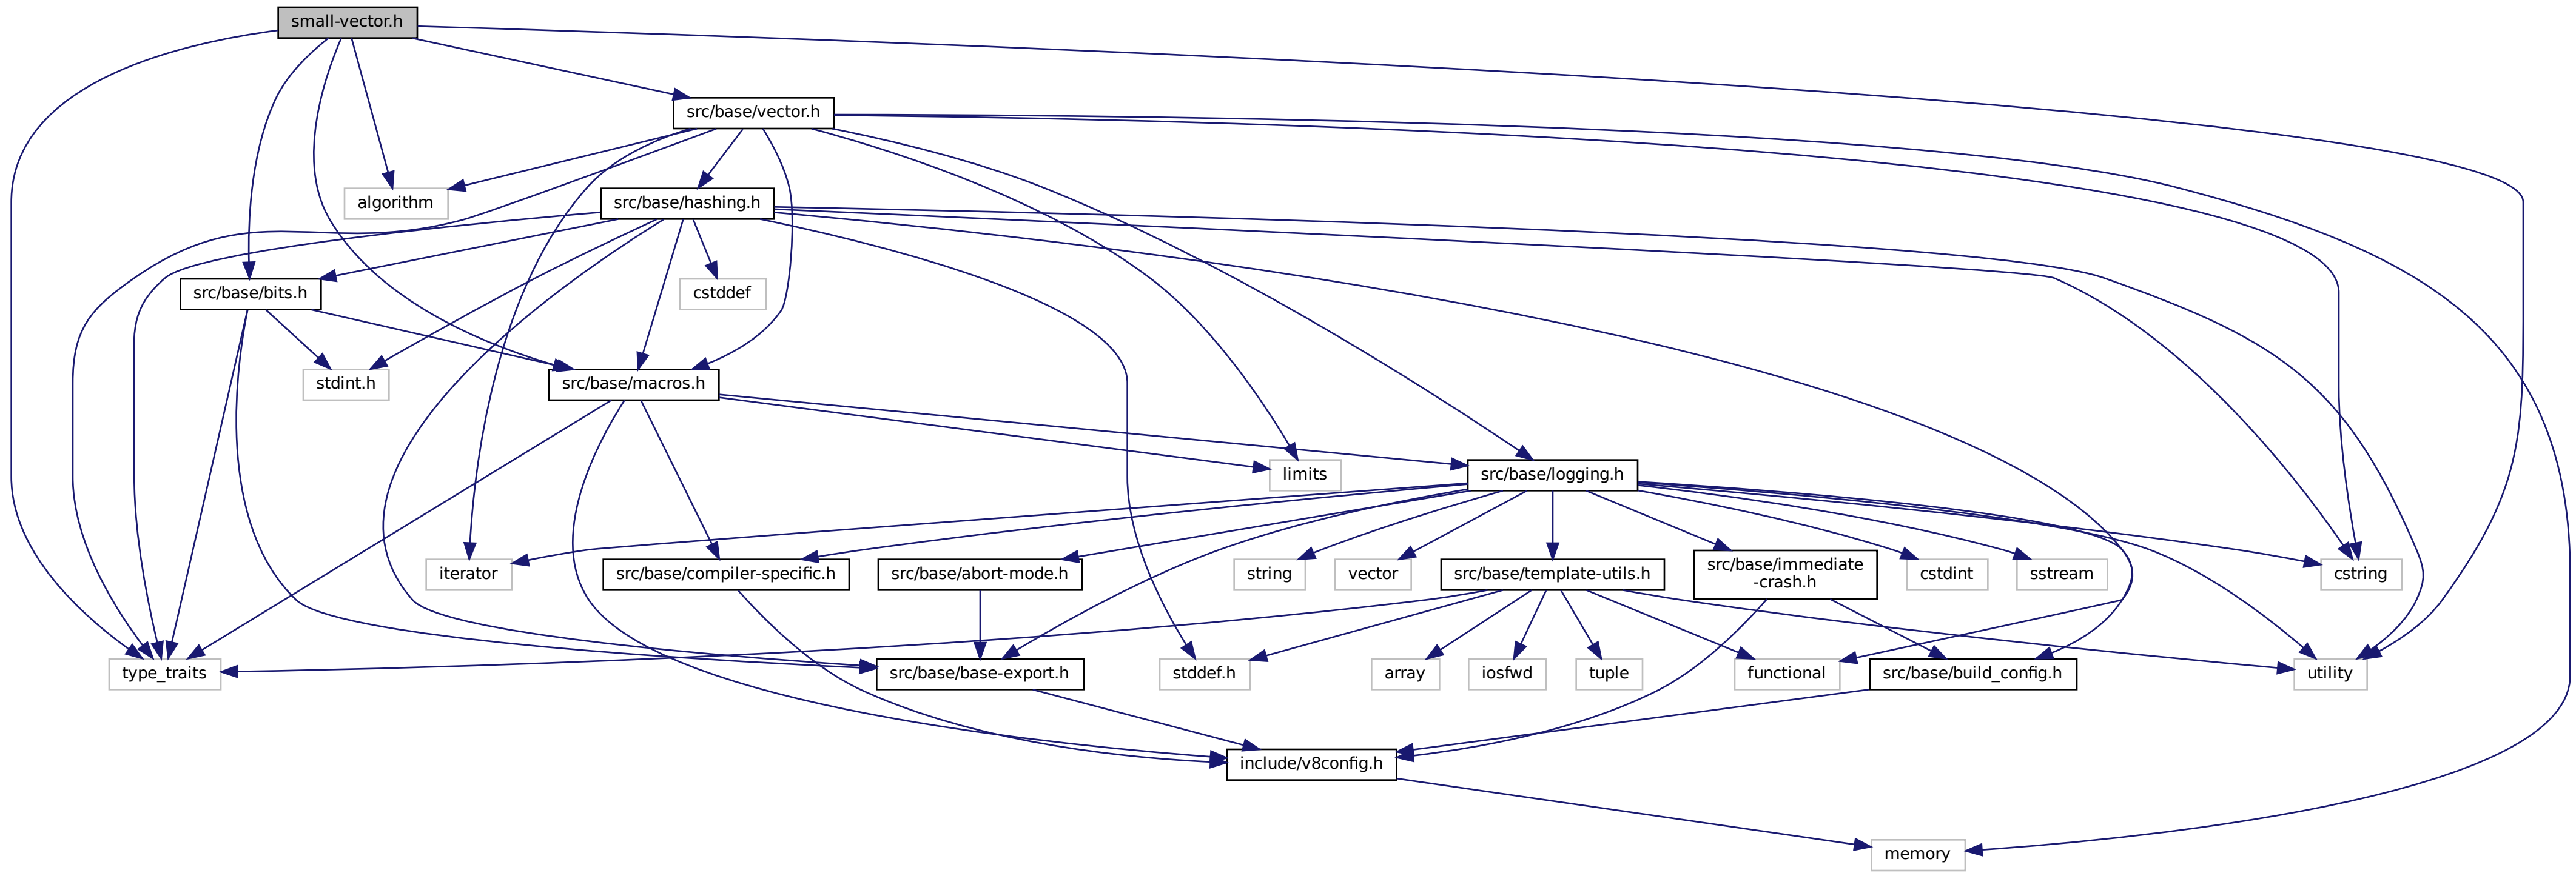 small-vector.h
src/base/vector.h
algorithm
src/base/hashing.h
src/base/bits.h
cstddef
stdint.h
src/base/macros.h
limits
src/base/logging.h
iterator
src/base/compiler-specific.h
src/base/abort-mode.h
string
vector
src/base/template-utils.h
src/base/immediate
-crash.h
cstdint
sstream
cstring
type_traits
src/base/base-export.h
stddef.h
array
iosfwd
tuple
functional
src/base/build_config.h
utility
include/v8config.h
memory